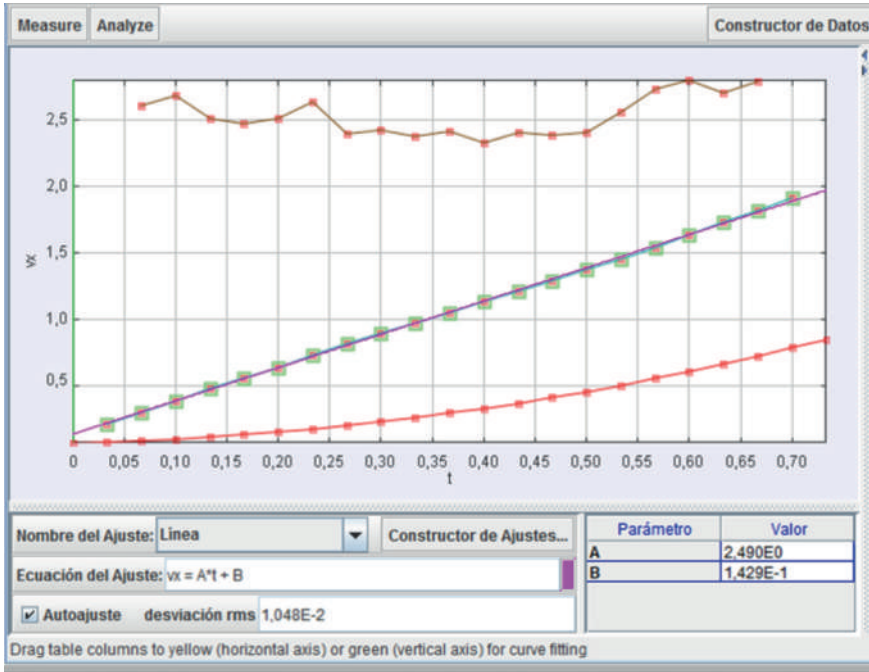 Measure Analyze Constructor de Datos
2,5
2,0
1,5
1,0
0,5
vx
0 0,05 0,10 0,15 0,20 0,25 0,30 0,35 0,40 0,45 0,50 0,55 0,60 0,65 0,70
t
Nombre del Ajuste: Línea Constructor de Ajustes...
Ecuación del Ajuste: vx = A*t + B
Autoajuste desviación rms 1,048E-2
Parámetro Valor
A 2,490E0
B 1,429E-1
Drag table columns to yellow (horizontal axis) or green (vertical axis) for curve fitting